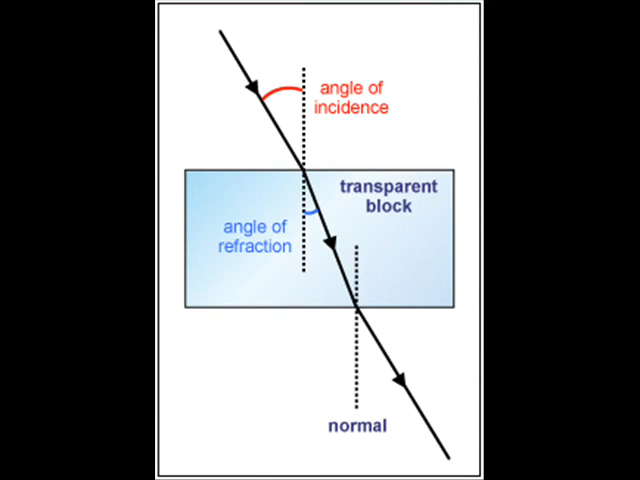 angle of
incidence
transparent
block
angle of
refraction
normal